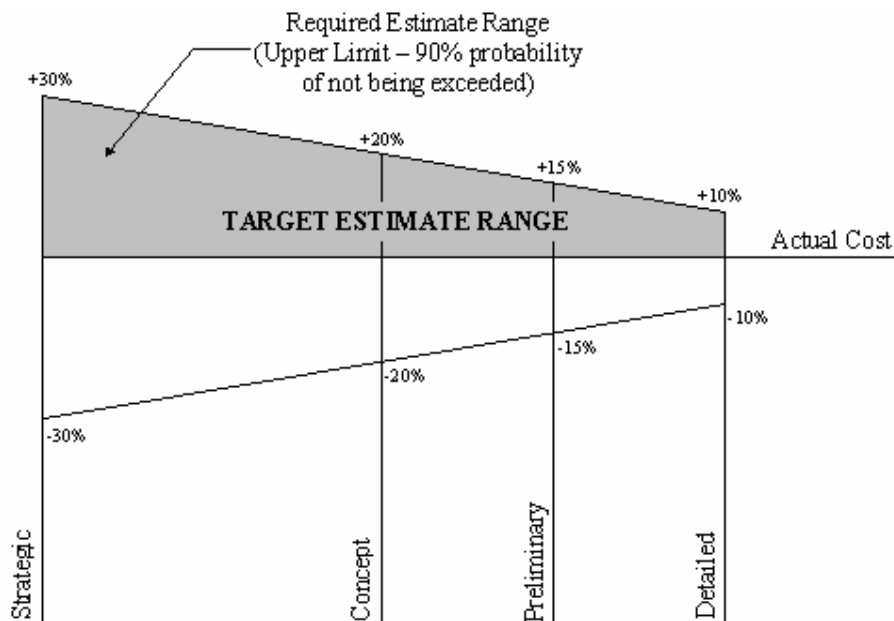 Required Estimate Range
(Upper Limit – 90% probability
of not being exceeded)
+30%
+20%
+15%
+10%
TARGET ESTIMATE RANGE
Actual Cost
-10%
-15%
-20%
-30%
Strategic
Concept
Preliminary
Detailed